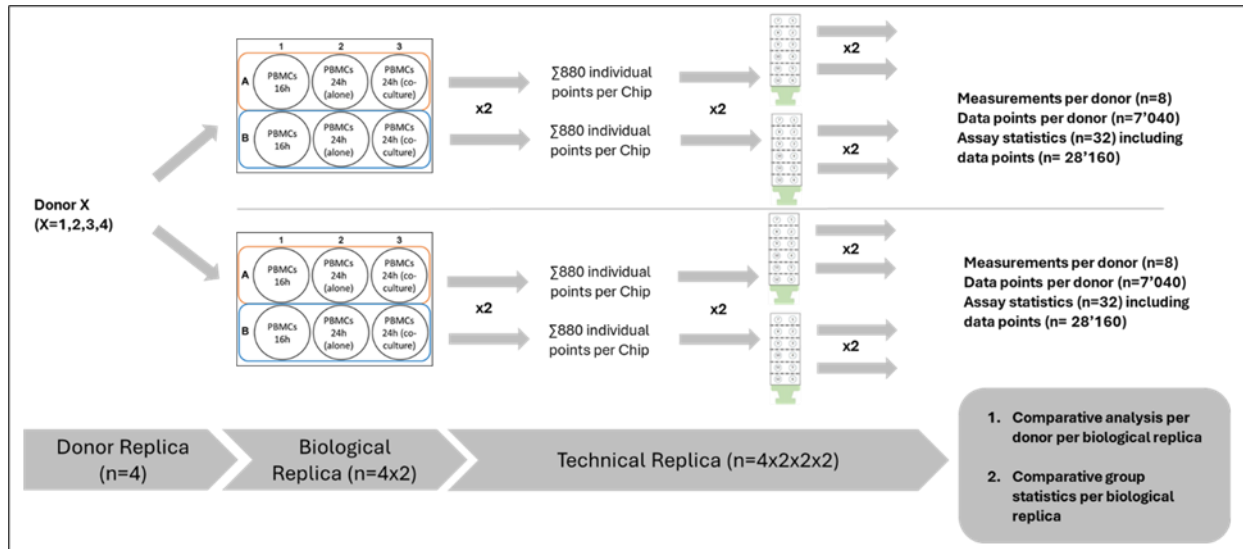 Donor X
(X=1,2,3,4)
1 2 3
A
PBMCs
16h
PBMCs
24h
(alone)
PBMCs
24h (co-
culture)
B
PBMCs
16h
PBMCs
24h
(alone)
PBMCs
24h (co-
culture)
x2
∑880 individual
points per Chip
∑880 individual
points per Chip
x2
x2
x2
Measurements per donor (n=8)
Data points per donor (n=7’040)
Assay statistics (n=32) including
data points (n= 28’160)
1 2 3
A
PBMCs
16h
PBMCs
24h
(alone)
PBMCs
24h (co-
culture)
B
PBMCs
16h
PBMCs
24h
(alone)
PBMCs
24h (co-
culture)
x2
∑880 individual
points per Chip
∑880 individual
points per Chip
x2
x2
x2
Measurements per donor (n=8)
Data points per donor (n=7’040)
Assay statistics (n=32) including
data points (n= 28’160)
Donor Replica
(n=4)
Biological
Replica (n=4x2)
Technical Replica (n=4x2x2x2)
1. Comparative analysis per
donor per biological replica
2. Comparative group
statistics per biological
replica